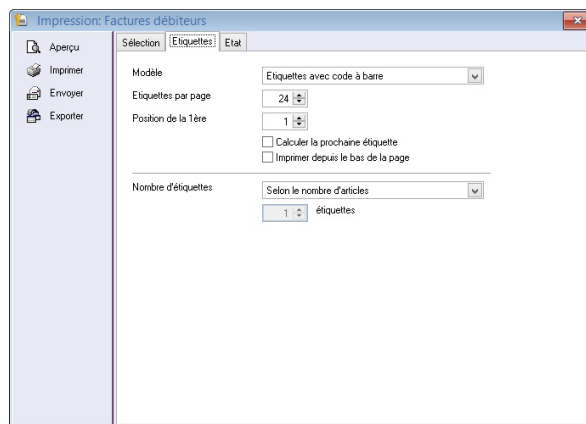 Impression: Factures débiteurs
Aperçu
Imprimer
Envoyer
Exporter
Sélection Etiquettes Etat
Modèle Etiquettes avec code à barre
Etiquettes par page 24
Position de la 1ère 1
Calculer la prochaine étiquette
Imprimer depuis le bas de la page
Nombre d'étiquettes Selon le nombre d'articles
1 étiquettes